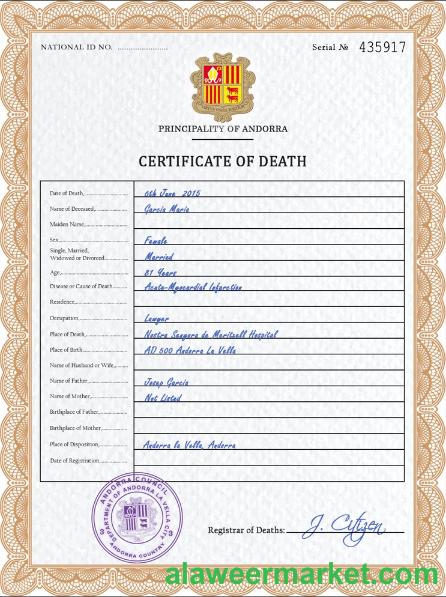 NATIONAL ID NO. ........................
Serial № 435917
PRINCIPALITY OF ANDORRA
CERTIFICATE OF DEATH
Date of Death, 6th June 2015
Name of Deceased, Garcia Maria
Maiden Name
Sex Female
Single, Married,
Widowed or Divorced Married
Age 81 Years
Disease or Cause of Death Acute-Myocardial Infarction
Residence
Occupation Lawyer
Place of Death Nostra Senyora de Meritxell Hospital
Place of Birth AD 500 Andorra La Vella
Name of Husband or Wife
Name of Father Josep Garcia
Name of Mother Not Listed
Birthplace of Father
Birthplace of Mother
Place of Disposition Andorra la Vella, Andorra
Date of Registration
ANDORRA COUNCIL
DEPARTMENT OF ANDORRA LA VELLA CITY
ANDORRA COUNTRY
Registrar of Deaths: J. Citizen
alaweermarket.com